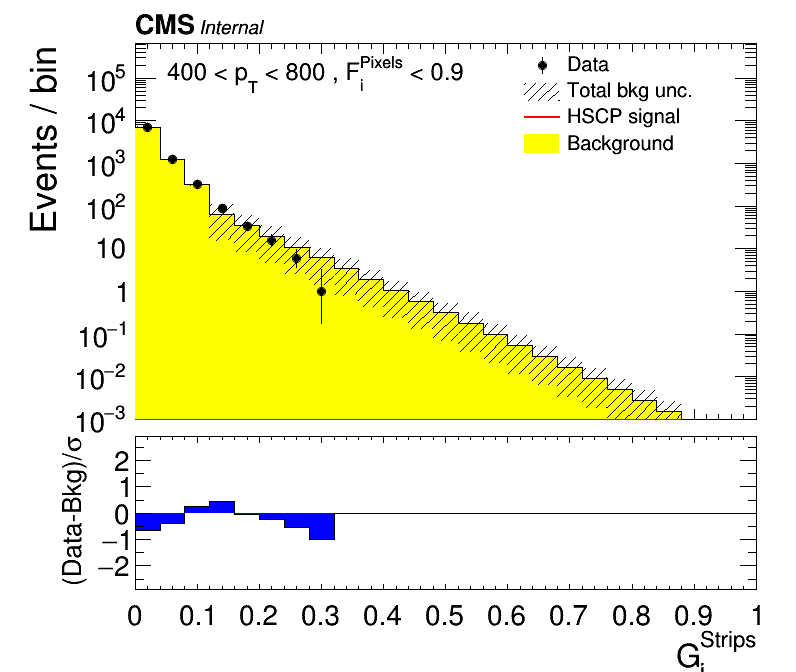 CMS Internal
400 < p_T < 800 , F_i^Pixels < 0.9
Data
Total bkg unc.
HSCP signal
Background
Events / bin
10^5
10^4
10^3
10^2
10
1
10^−1
10^−2
10^−3
(Data-Bkg)/σ
2
1
0
−1
−2
0 0.1 0.2 0.3 0.4 0.5 0.6 0.7 0.8 0.9 1
G_i^Strips